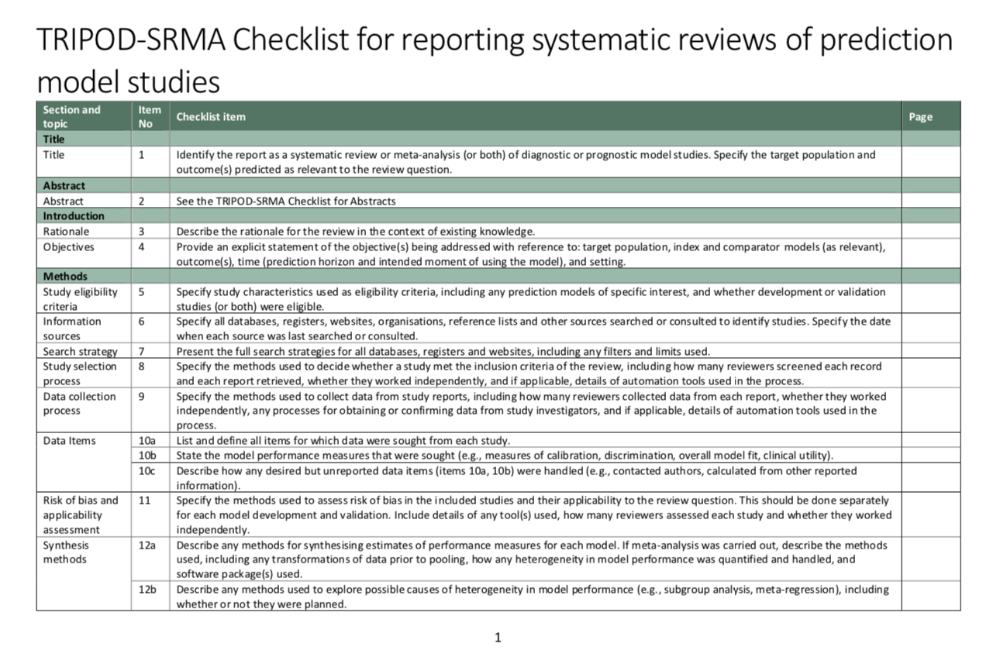 TRIPOD-SRMA Checklist for reporting systematic reviews of prediction
model studies
Section and topic Item No Checklist item Page
Title
Title 1 Identify the report as a systematic review or meta-analysis (or both) of diagnostic or prognostic model studies. Specify the target population and
outcome(s) predicted as relevant to the review question.
Abstract
Abstract 2 See the TRIPOD-SRMA Checklist for Abstracts
Introduction
Rationale 3 Describe the rationale for the review in the context of existing knowledge.
Objectives 4 Provide an explicit statement of the objective(s) being addressed with reference to: target population, index and comparator models (as relevant),
outcome(s), time (prediction horizon and intended moment of using the model), and setting.
Methods
Study eligibility criteria 5 Specify study characteristics used as eligibility criteria, including any prediction models of specific interest, and whether development or validation
studies (or both) were eligible.
Information sources 6 Specify all databases, registers, websites, organisations, reference lists and other sources searched or consulted to identify studies. Specify the date
when each source was last searched or consulted.
Search strategy 7 Present the full search strategies for all databases, registers and websites, including any filters and limits used.
Study selection process 8 Specify the methods used to decide whether a study met the inclusion criteria of the review, including how many reviewers screened each record
and each report retrieved, whether they worked independently, and if applicable, details of automation tools used in the process.
Data collection process 9 Specify the methods used to collect data from study reports, including how many reviewers collected data from each report, whether they worked
independently, any processes for obtaining or confirming data from study investigators, and if applicable, details of automation tools used in the
process.
Data Items 10a List and define all items for which data were sought from each study.
10b State the model performance measures that were sought (e.g., measures of calibration, discrimination, overall model fit, clinical utility).
10c Describe how any desired but unreported data items (items 10a, 10b) were handled (e.g., contacted authors, calculated from other reported
information).
Risk of bias and applicability assessment 11 Specify the methods used to assess risk of bias in the included studies and their applicability to the review question. This should be done separately
for each model development and validation. Include details of any tool(s) used, how many reviewers assessed each study and whether they worked
independently.
Synthesis methods 12a Describe any methods for synthesising estimates of performance measures for each model. If meta-analysis was carried out, describe the methods
used, including any transformations of data prior to pooling, how any heterogeneity in model performance was quantified and handled, and
software package(s) used.
12b Describe any methods used to explore possible causes of heterogeneity in model performance (e.g., subgroup analysis, meta-regression), including
whether or not they were planned.
1